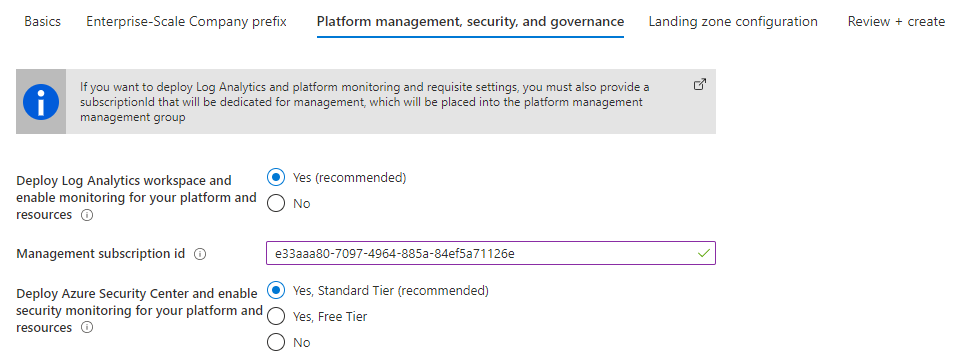 Basics Enterprise-Scale Company prefix Platform management, security, and governance Landing zone configuration Review + create
If you want to deploy Log Analytics and platform monitoring and requisite settings, you must also provide a
subscriptionId that will be dedicated for management, which will be placed into the platform management
management group
Deploy Log Analytics workspace and
enable monitoring for your platform and
resources
Yes (recommended)
No
Management subscription id
e33aaa80-7097-4964-885a-84ef5a71126e
Deploy Azure Security Center and enable
security monitoring for your platform and
resources
Yes, Standard Tier (recommended)
Yes, Free Tier
No